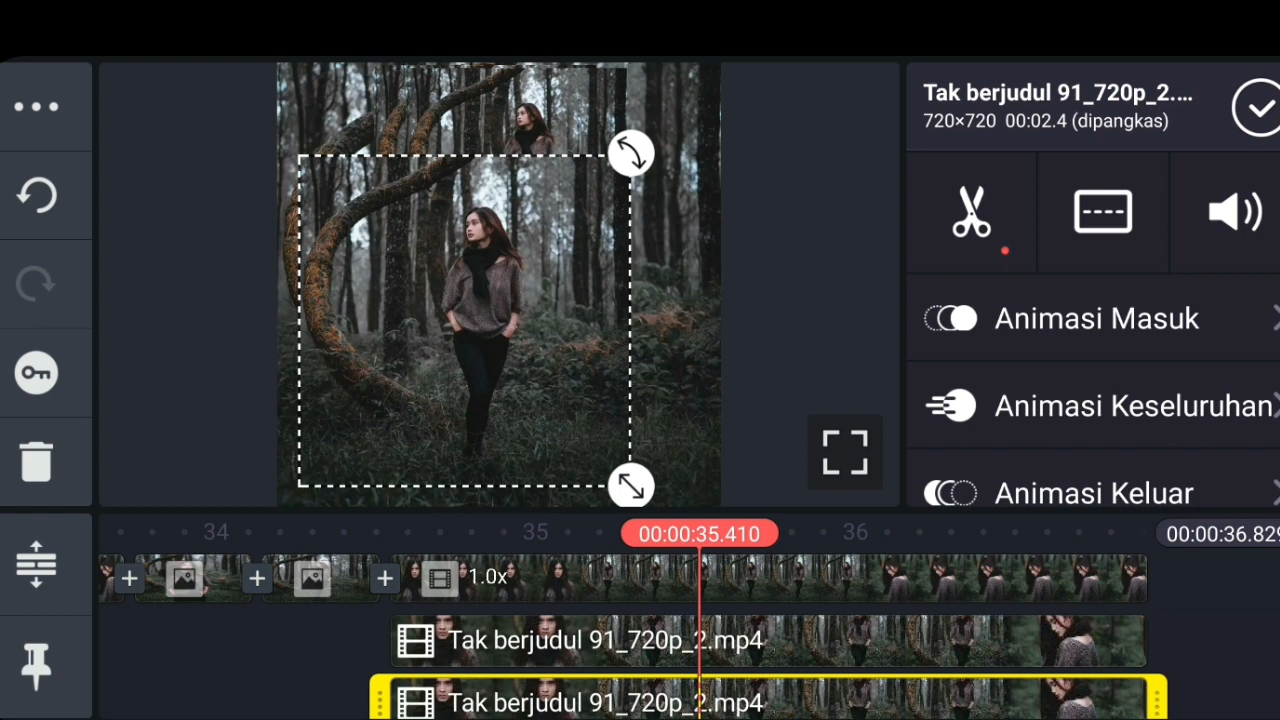 Tak berjudul 91_720p_2....
720×720 00:02.4 (dipangkas)
Animasi Masuk
Animasi Keseluruhan
Animasi Keluar
34
35
00:00:35.410
36
00:00:36.829
1.0x
Tak berjudul 91_720p_2.mp4
Tak berjudul 91_720p_2.mp4